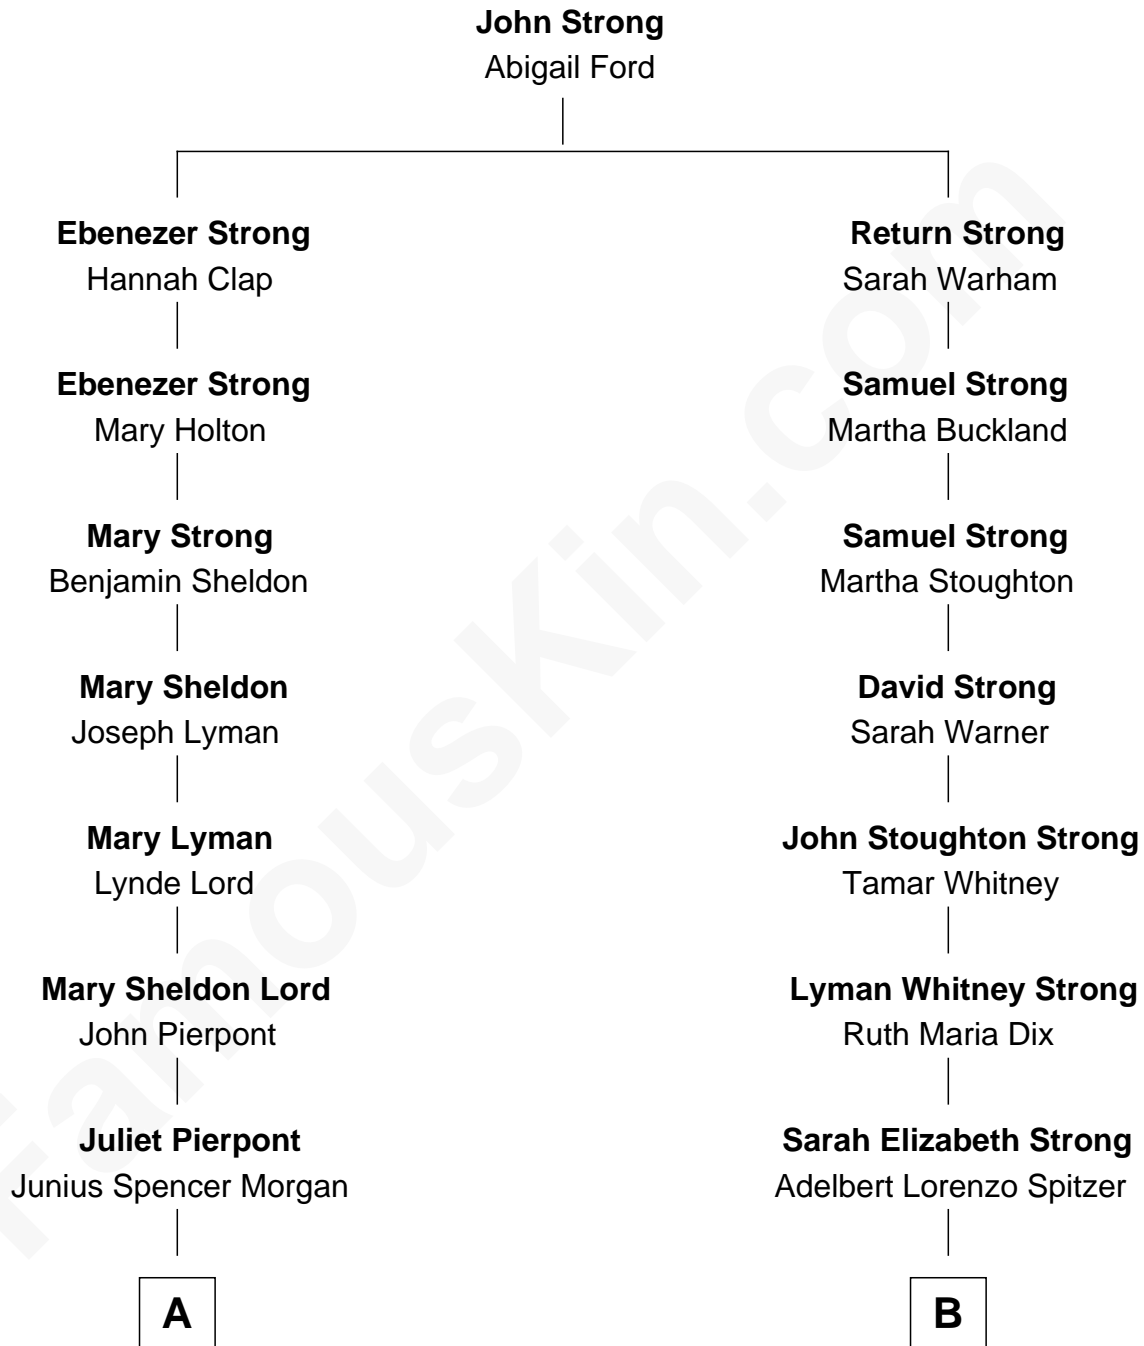 John Strong
Abigail Ford
Ebenezer Strong
Hannah Clap
Ebenezer Strong
Mary Holton
Mary Strong
Benjamin Sheldon
Mary Sheldon
Joseph Lyman
Mary Lyman
Lynde Lord
Mary Sheldon Lord
John Pierpont
Juliet Pierpont
Junius Spencer Morgan
A
Return Strong
Sarah Warham
Samuel Strong
Martha Buckland
Samuel Strong
Martha Stoughton
David Strong
Sarah Warner
John Stoughton Strong
Tamar Whitney
Lyman Whitney Strong
Ruth Maria Dix
Sarah Elizabeth Strong
Adelbert Lorenzo Spitzer
B
FamousKin.com